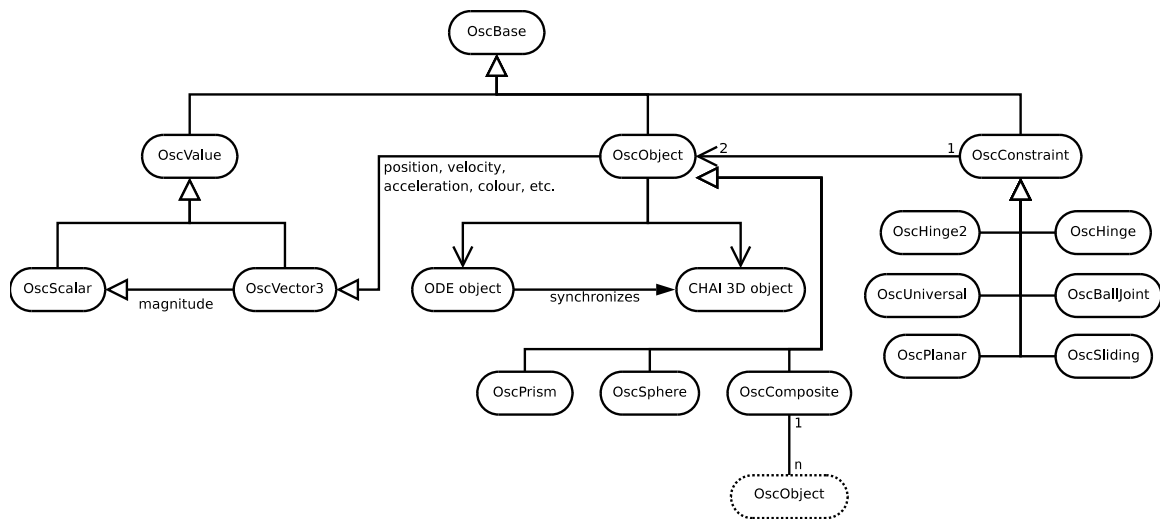 OscBase
OscValue
OscObject
2
1
OscConstraint
position, velocity,
acceleration, colour, etc.
OscHinge2
OscHinge
OscScalar
magnitude
OscVector3
ODE object
synchronizes
CHAI 3D object
OscUniversal
OscBallJoint
OscPlanar
OscSliding
OscPrism
OscSphere
OscComposite
1
n
OscObject